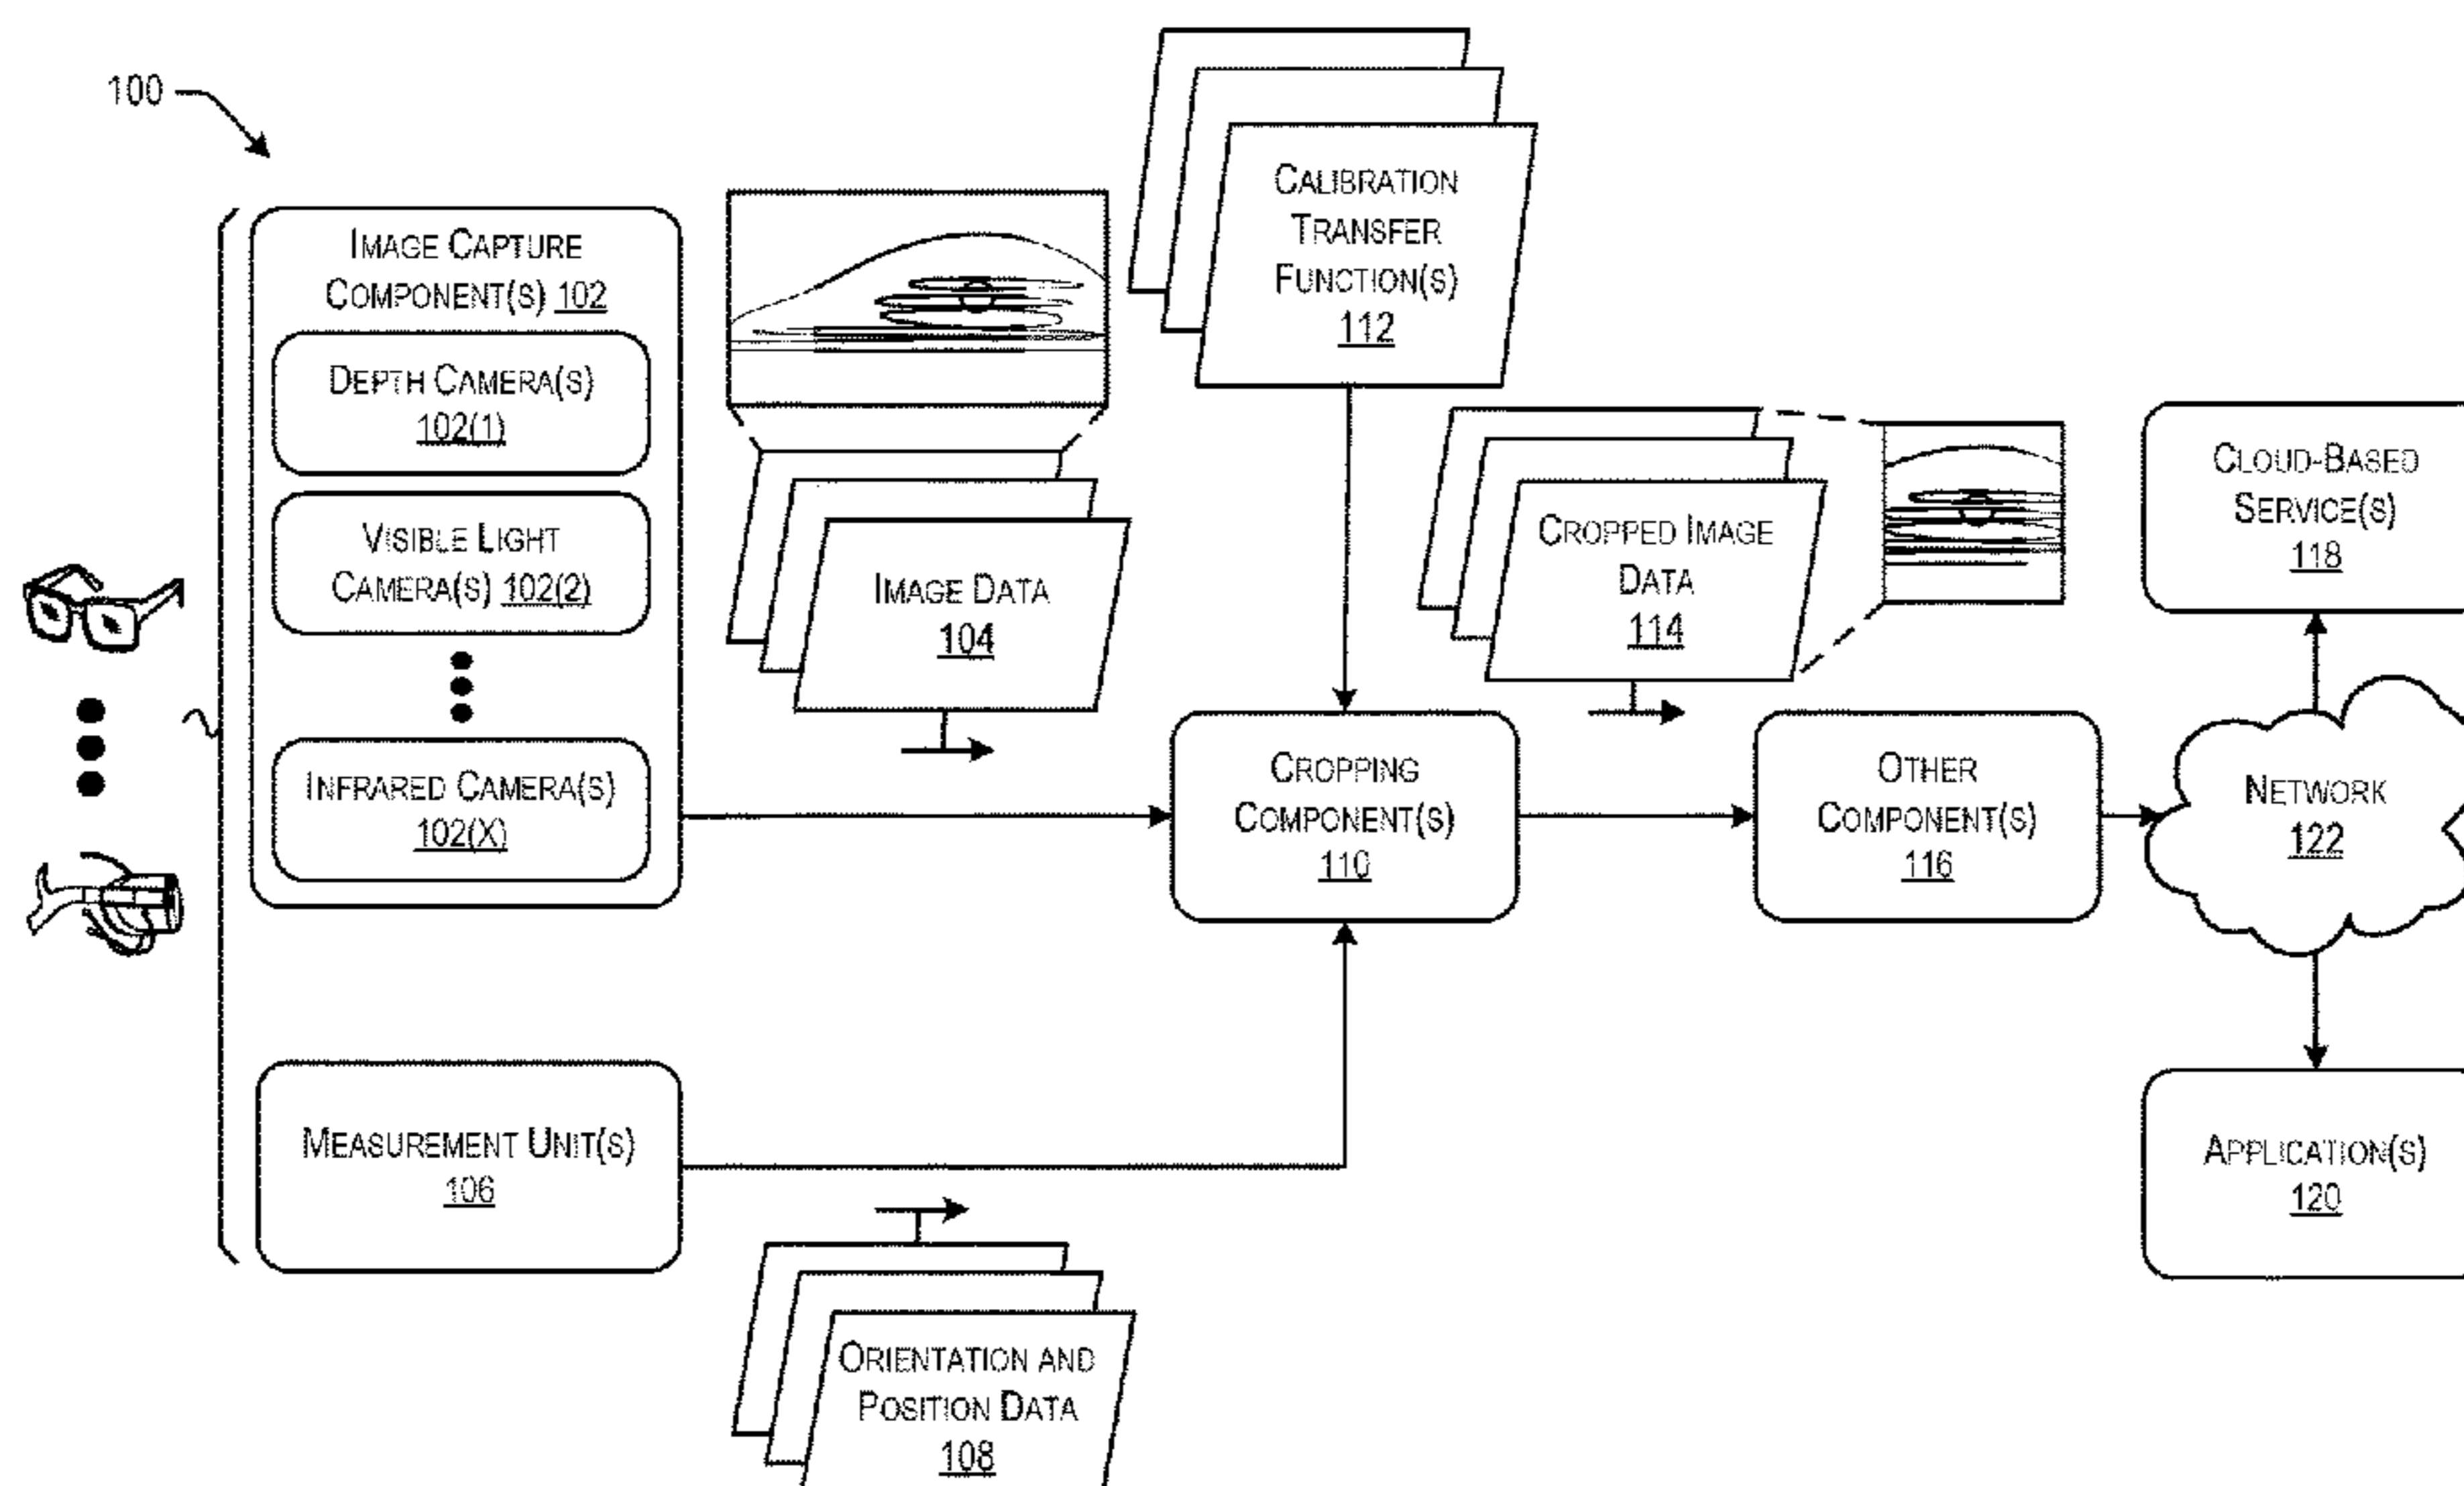 100
IMAGE CAPTURE
COMPONENT(S) 102
DEPTH CAMERA(S)
102(1)
VISIBLE LIGHT
CAMERA(S) 102(2)
INFRARED CAMERA(S)
102(X)
MEASUREMENT UNIT(S)
106
IMAGE DATA
104
ORIENTATION AND
POSITION DATA
108
CALIBRATION
TRANSFER
FUNCTION(S)
112
CROPPING
COMPONENT(S)
110
CROPPED IMAGE
DATA
114
OTHER
COMPONENT(S)
116
CLOUD-BASED
SERVICE(S)
118
NETWORK
122
APPLICATION(S)
120